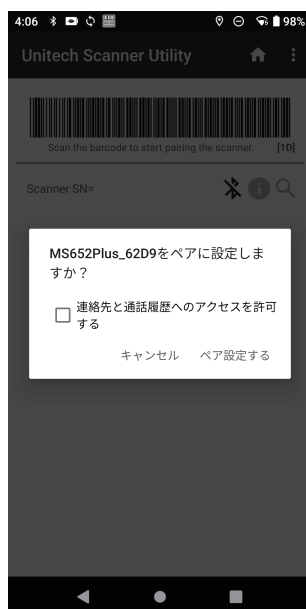 4:06
98%
Unitech Scanner Utility
Scan the barcode to start pairing the scanner.
[1D]
Scanner SN=
MS652Plus_62D9をペアに設定しま
すか？
連絡先と通話履歴へのアクセスを許可
する
キャンセル ペア設定する